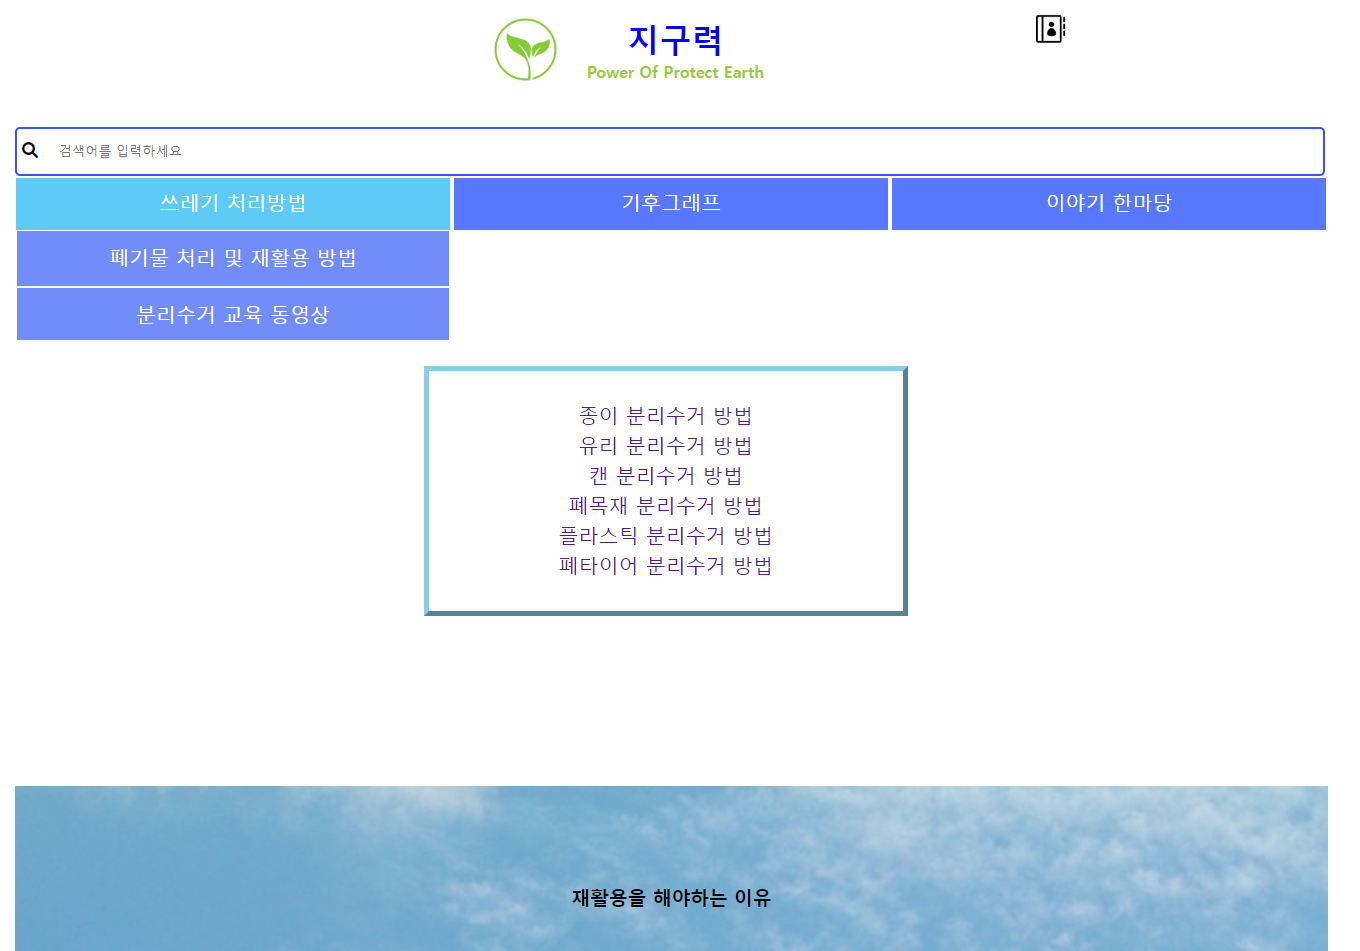 지구력
Power Of Protect Earth
검색어를 입력하세요
쓰레기 처리방법
기후그래프
이야기 한마당
폐기물 처리 및 재활용 방법
분리수거 교육 동영상
종이 분리수거 방법
유리 분리수거 방법
캔 분리수거 방법
폐목재 분리수거 방법
플라스틱 분리수거 방법
폐타이어 분리수거 방법
재활용을 해야하는 이유